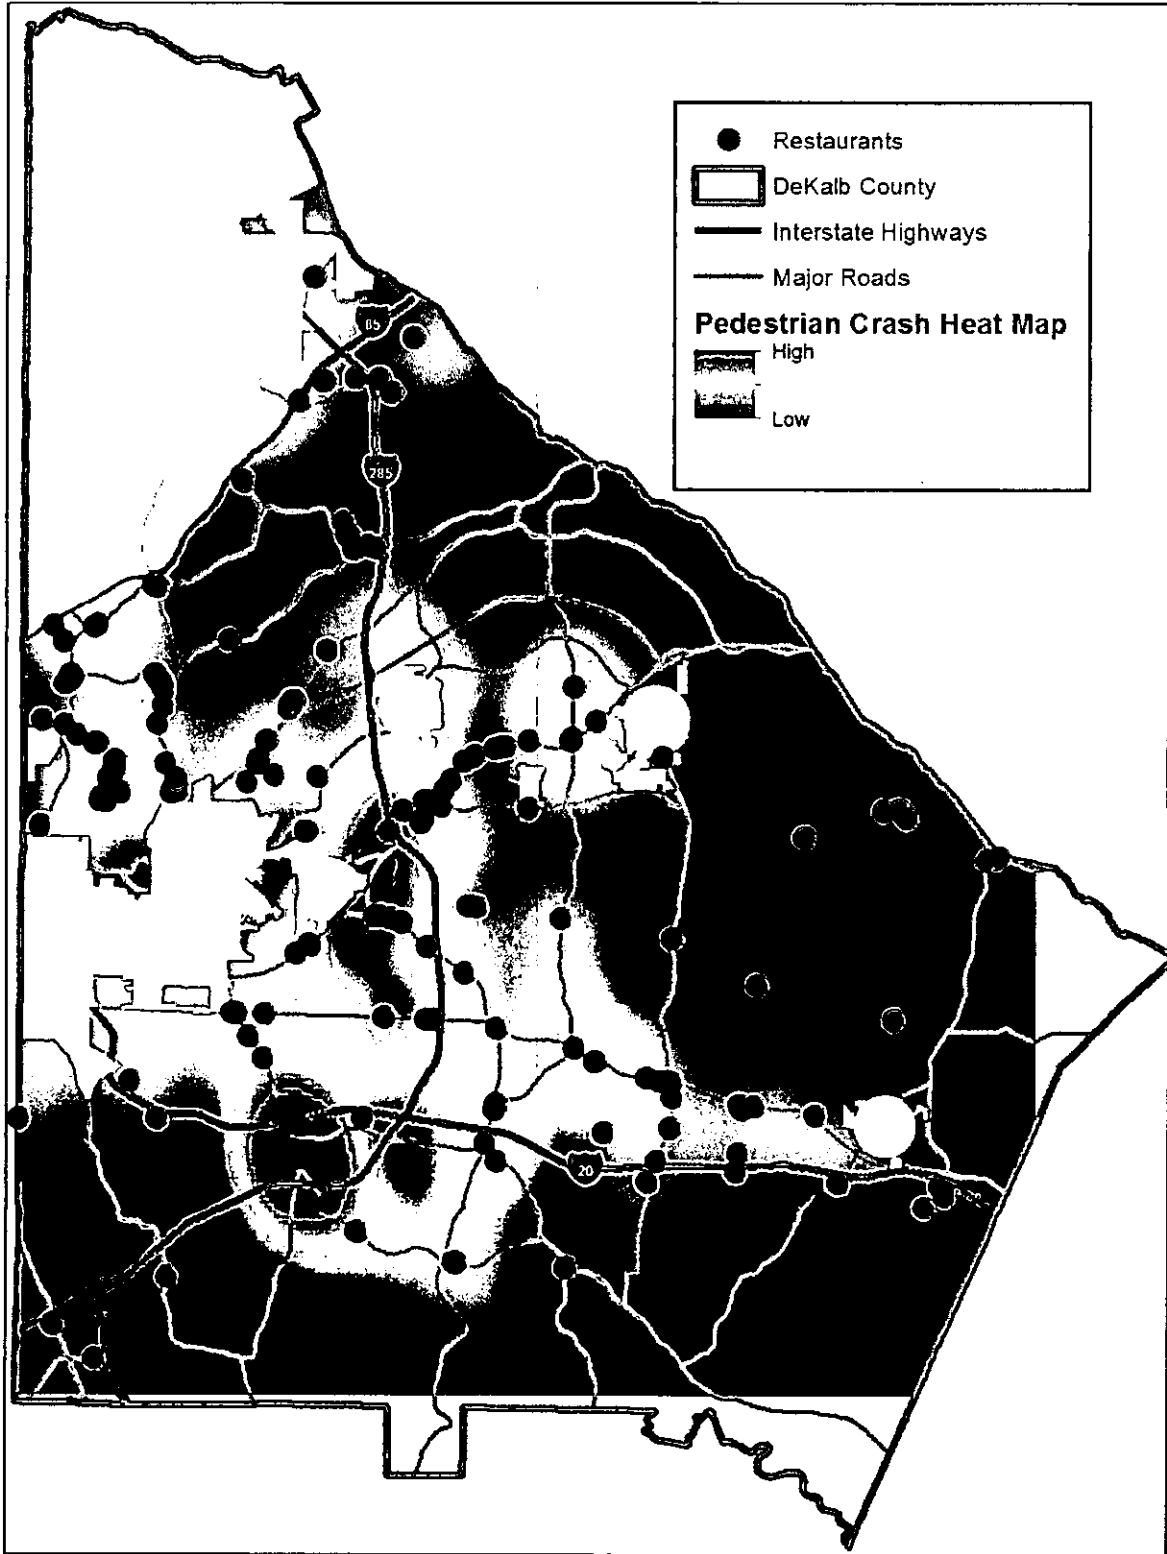 Restaurants
DeKalb County
Interstate Highways
Major Roads
Pedestrian Crash Heat Map
High
Low
85
285
20